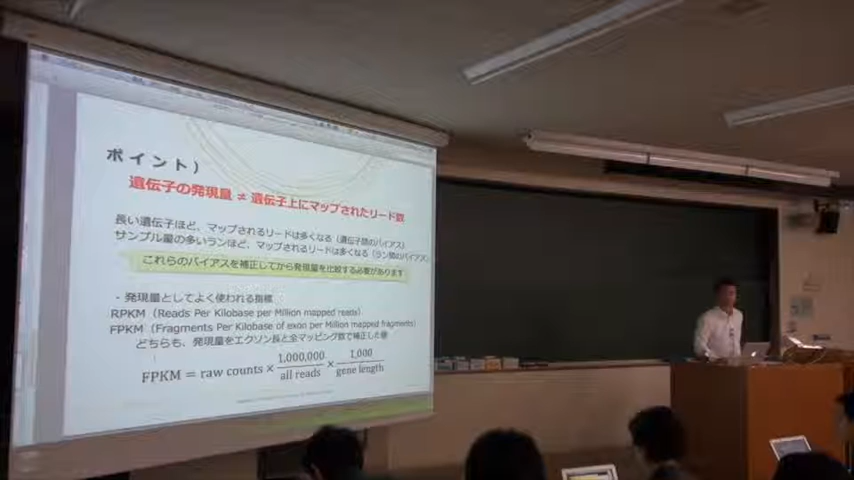 ポイント）
遺伝子の発現量 ≠ 遺伝子上にマップされたリード数
長い遺伝子ほど、マップされるリードは多くなる（遺伝子間のバイアス）
サンプル量の多いランほど、マップされるリードは多くなる（ラン間のバイアス）
これらのバイアスを補正してから発現量を比較する必要があります
・発現量としてよく使われる指標
RPKM（Reads Per Kilobase per Million mapped reads）
FPKM（Fragments Per Kilobase of exon per Million mapped fragments）
どちらも、発現量をエクソン長と全マッピング数で補正した値
FPKM = raw counts × 1,000,000 / all reads × 1,000 / gene length